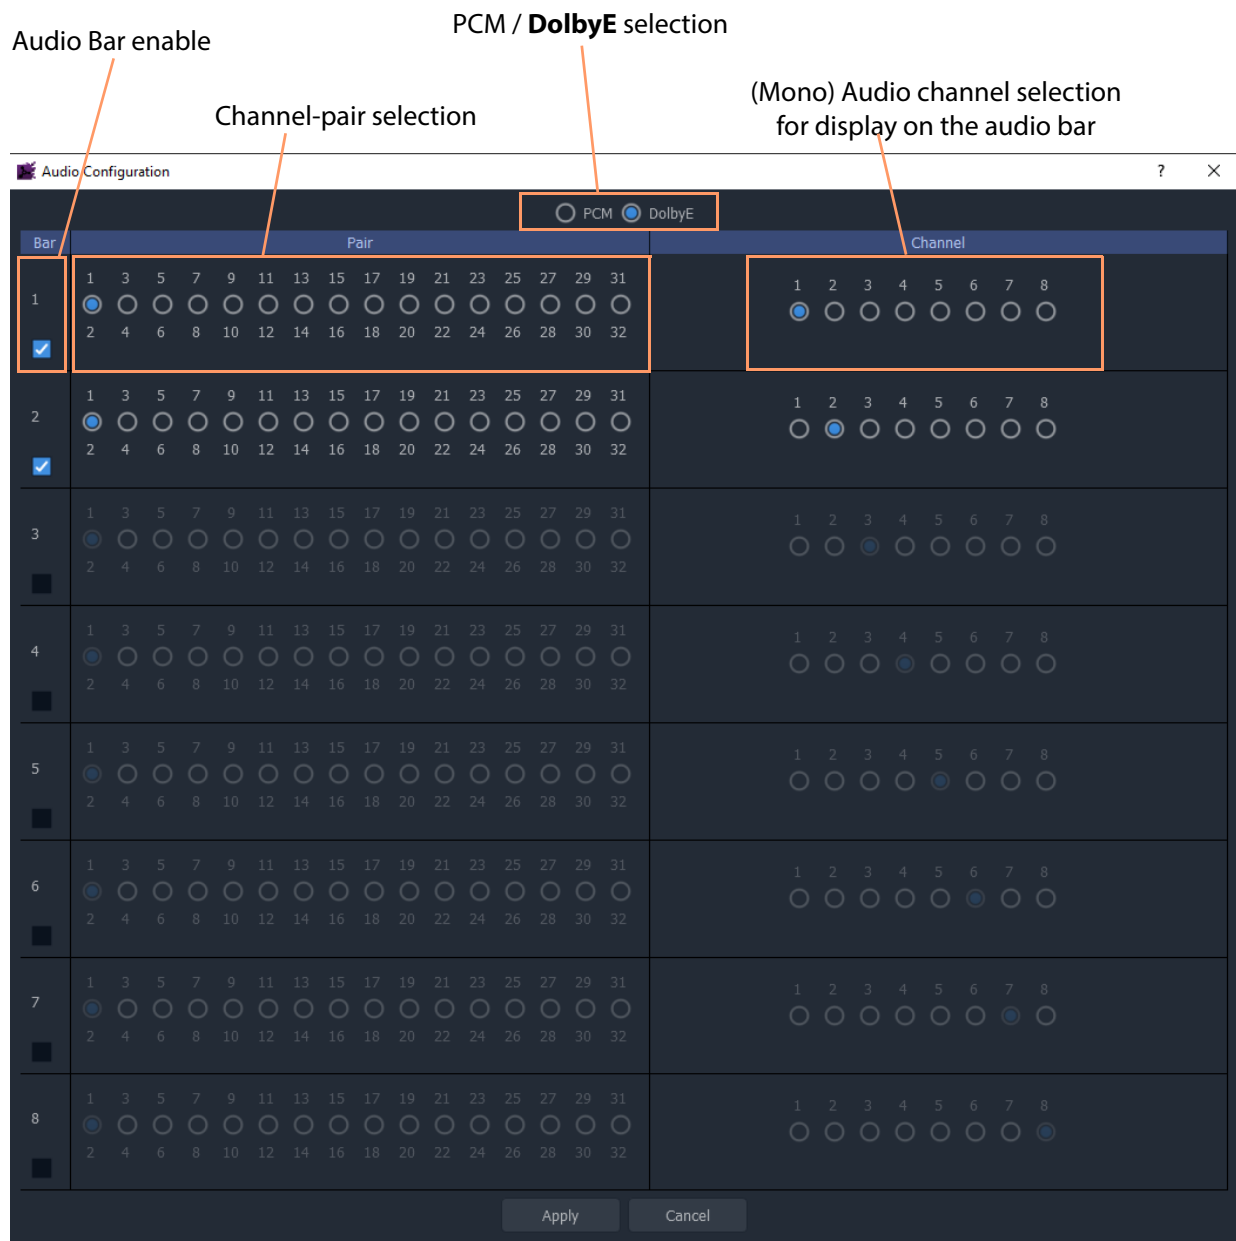 PCM / DolbyE selection
Audio Bar enable
(Mono) Audio channel selection
for display on the audio bar
Channel-pair selection
Audio Configuration ? ×
PCM DolbyE
Bar Pair Channel
1 3 5 7 9 11 13 15 17 19 21 23 25 27 29 31
1 2 3 4 5 6 7 8
1
2 4 6 8 10 12 14 16 18 20 22 24 26 28 30 32
1 3 5 7 9 11 13 15 17 19 21 23 25 27 29 31
1 2 3 4 5 6 7 8
2
2 4 6 8 10 12 14 16 18 20 22 24 26 28 30 32
1 3 5 7 9 11 13 15 17 19 21 23 25 27 29 31
1 2 3 4 5 6 7 8
3
2 4 6 8 10 12 14 16 18 20 22 24 26 28 30 32
1 3 5 7 9 11 13 15 17 19 21 23 25 27 29 31
1 2 3 4 5 6 7 8
4
2 4 6 8 10 12 14 16 18 20 22 24 26 28 30 32
1 3 5 7 9 11 13 15 17 19 21 23 25 27 29 31
1 2 3 4 5 6 7 8
5
2 4 6 8 10 12 14 16 18 20 22 24 26 28 30 32
1 3 5 7 9 11 13 15 17 19 21 23 25 27 29 31
1 2 3 4 5 6 7 8
6
2 4 6 8 10 12 14 16 18 20 22 24 26 28 30 32
1 3 5 7 9 11 13 15 17 19 21 23 25 27 29 31
1 2 3 4 5 6 7 8
7
2 4 6 8 10 12 14 16 18 20 22 24 26 28 30 32
1 3 5 7 9 11 13 15 17 19 21 23 25 27 29 31
1 2 3 4 5 6 7 8
8
2 4 6 8 10 12 14 16 18 20 22 24 26 28 30 32
Apply Cancel